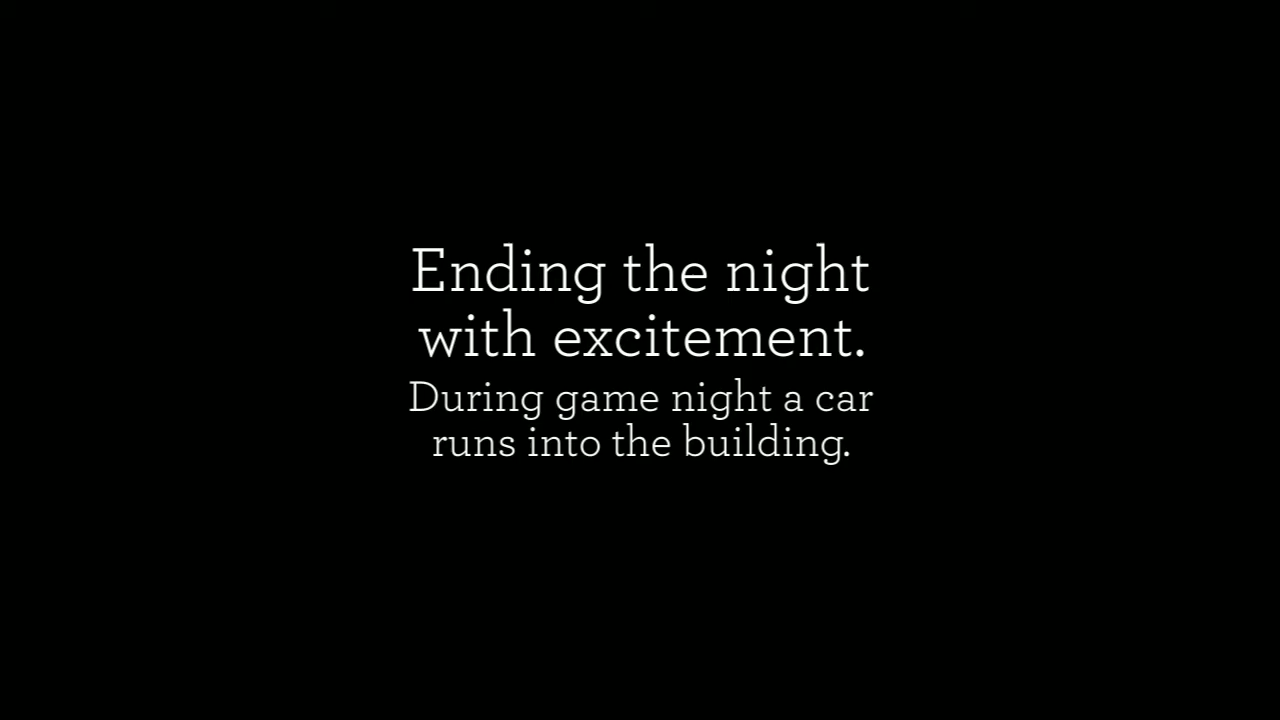 Ending the night
with excitement.
During game night a car
runs into the building.